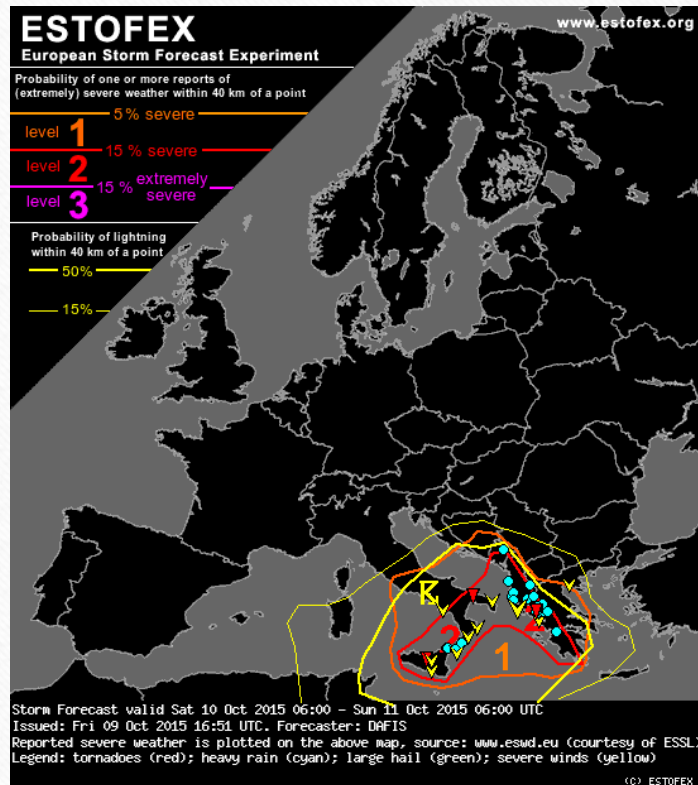 ESTOFEX
www.estofex.org
European Storm Forecast Experiment
Probability of one or more reports of
(extremely) severe weather within 40 km of a point
5 % severe
level 1
15 % severe
level 2
15 % extremely severe
level 3
Probability of lightning
within 40 km of a point
50%
15%
2
2
1
Storm Forecast valid Sat 10 Oct 2015 06:00 - Sun 11 Oct 2015 06:00 UTC
Issued: Fri 09 Oct 2015 16:51 UTC. Forecaster: DAFIS
Reported severe weather is plotted on the above map, source: www.eswd.eu (courtesy of ESSL)
Legend: tornadoes (red); heavy rain (cyan); large hail (green); severe winds (yellow)
(C) ESTOFEX